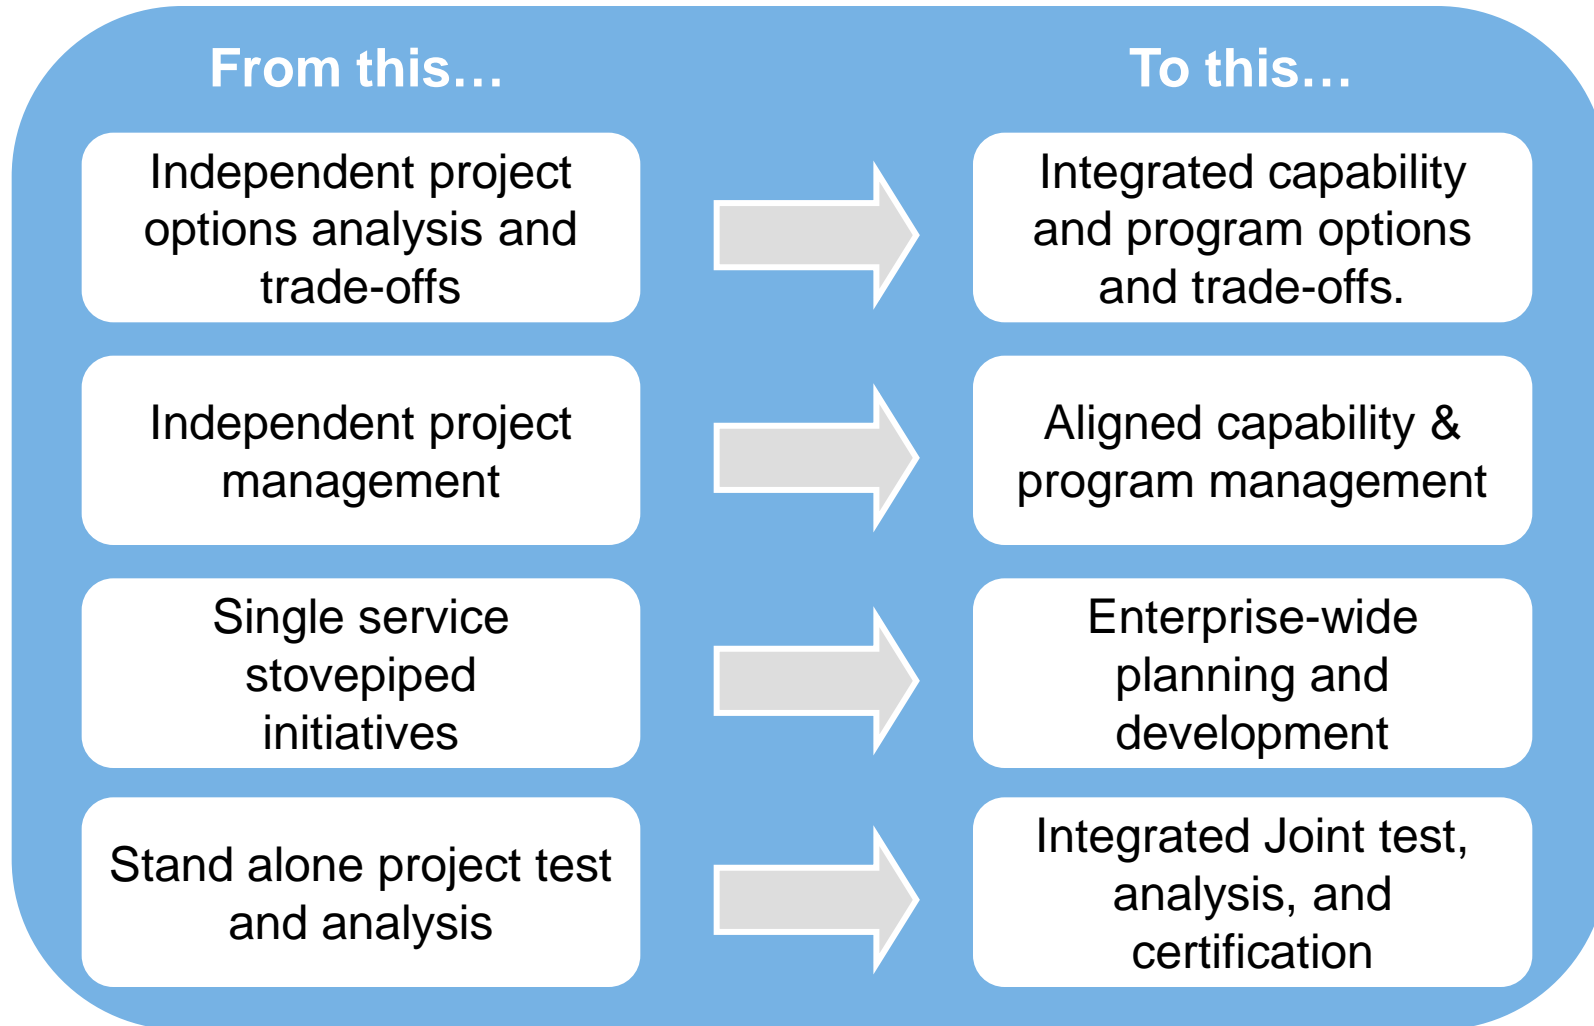 From this…
To this…
Independent project
options analysis and
trade-offs
Integrated capability
and program options
and trade-offs.
Independent project
management
Aligned capability &
program management
Single service
stovepiped
initiatives
Enterprise-wide
planning and
development
Stand alone project test
and analysis
Integrated Joint test,
analysis, and
certification